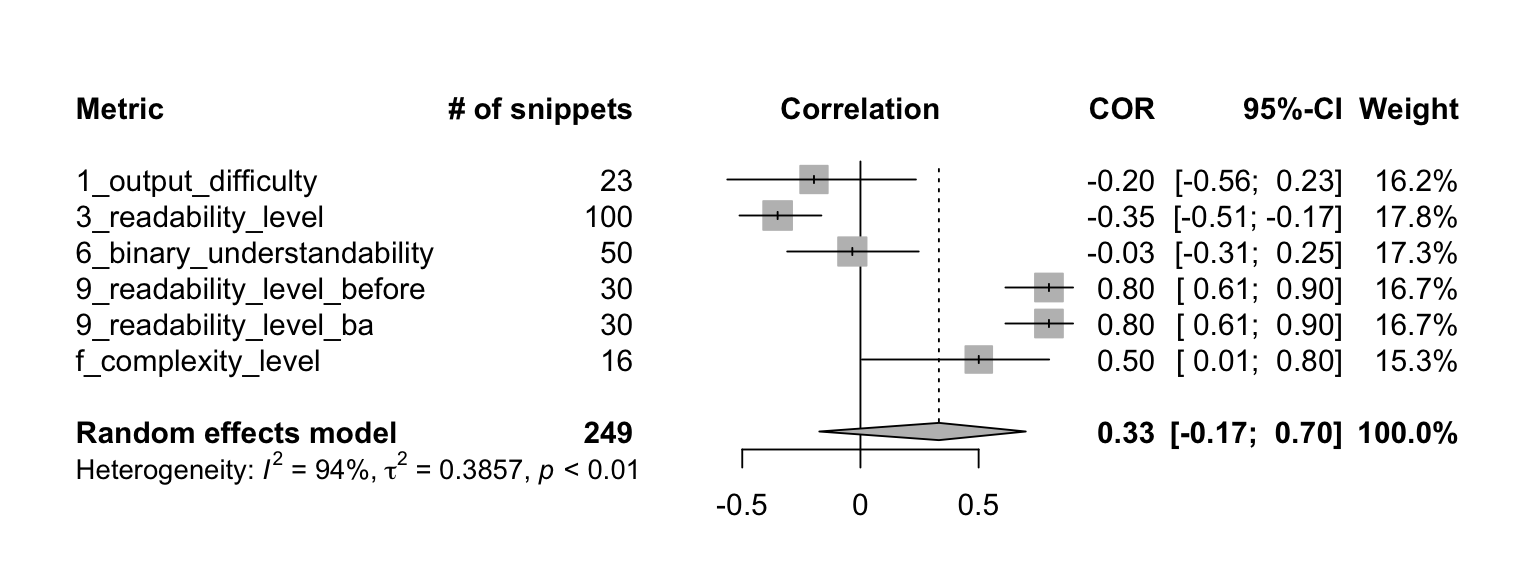 Metric # of snippets Correlation COR 95%-CI Weight
1_output_difficulty 23 -0.20 [-0.56; 0.23] 16.2%
3_readability_level 100 -0.35 [-0.51; -0.17] 17.8%
6_binary_understandability 50 -0.03 [-0.31; 0.25] 17.3%
9_readability_level_before 30 0.80 [ 0.61; 0.90] 16.7%
9_readability_level_ba 30 0.80 [ 0.61; 0.90] 16.7%
f_complexity_level 16 0.50 [ 0.01; 0.80] 15.3%
Random effects model 249 0.33 [-0.17; 0.70] 100.0%
Heterogeneity: I² = 94%, τ² = 0.3857, p < 0.01
-0.5 0 0.5